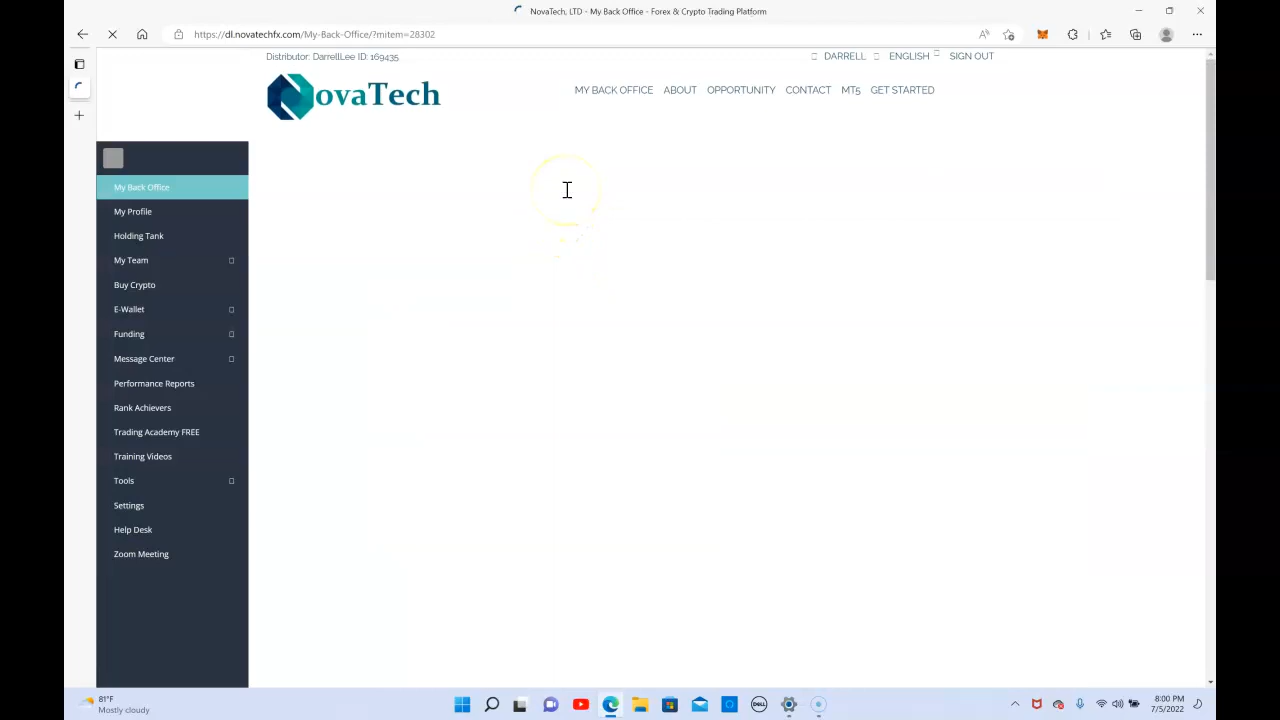 NovaTech, LTD - My Back Office - Forex & Crypto Trading Platform
https://dl.novatechfx.com/My-Back-Office/?mitem=28302
Distributor: DarrellLee ID: 169435
DARRELL ENGLISH SIGN OUT
NovaTech
MY BACK OFFICE ABOUT OPPORTUNITY CONTACT MT5 GET STARTED
My Back Office
My Profile
Holding Tank
My Team
Buy Crypto
E-Wallet
Funding
Message Center
Performance Reports
Rank Achievers
Trading Academy FREE
Training Videos
Tools
Settings
Help Desk
Zoom Meeting
81°F
Mostly cloudy
DELL
8:00 PM
7/5/2022